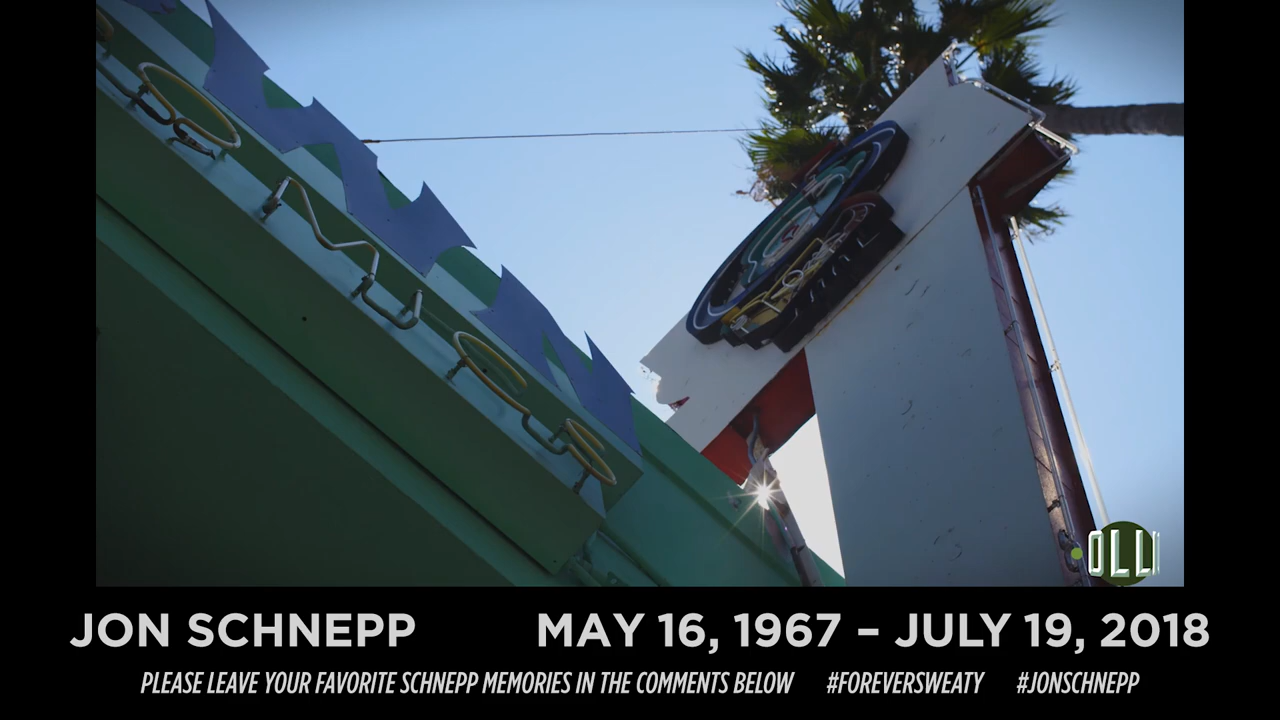 OLLI
JON SCHNEPP MAY 16, 1967 – JULY 19, 2018
PLEASE LEAVE YOUR FAVORITE SCHNEPP MEMORIES IN THE COMMENTS BELOW #FOREVERSWEATY #JONSCHNEPP